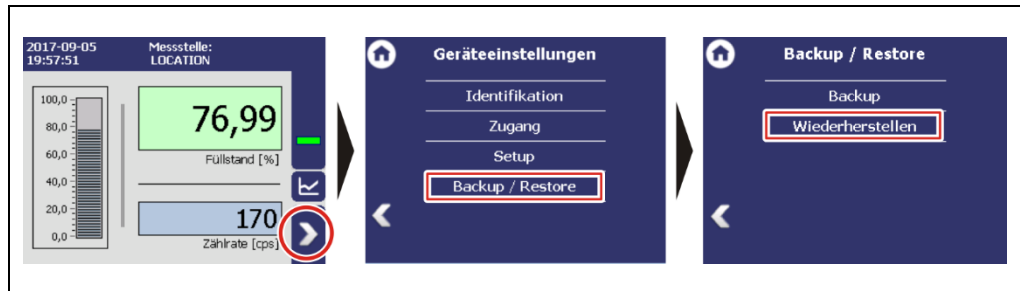 2017-09-05
19:57:51
Messstelle:
LOCATION
100,0
80,0
60,0
40,0
20,0
0,0
76,99
Füllstand [%]
170
Zählrate [cps]
Geräteeinstellungen
Identifikation
Zugang
Setup
Backup / Restore
Backup / Restore
Backup
Wiederherstellen